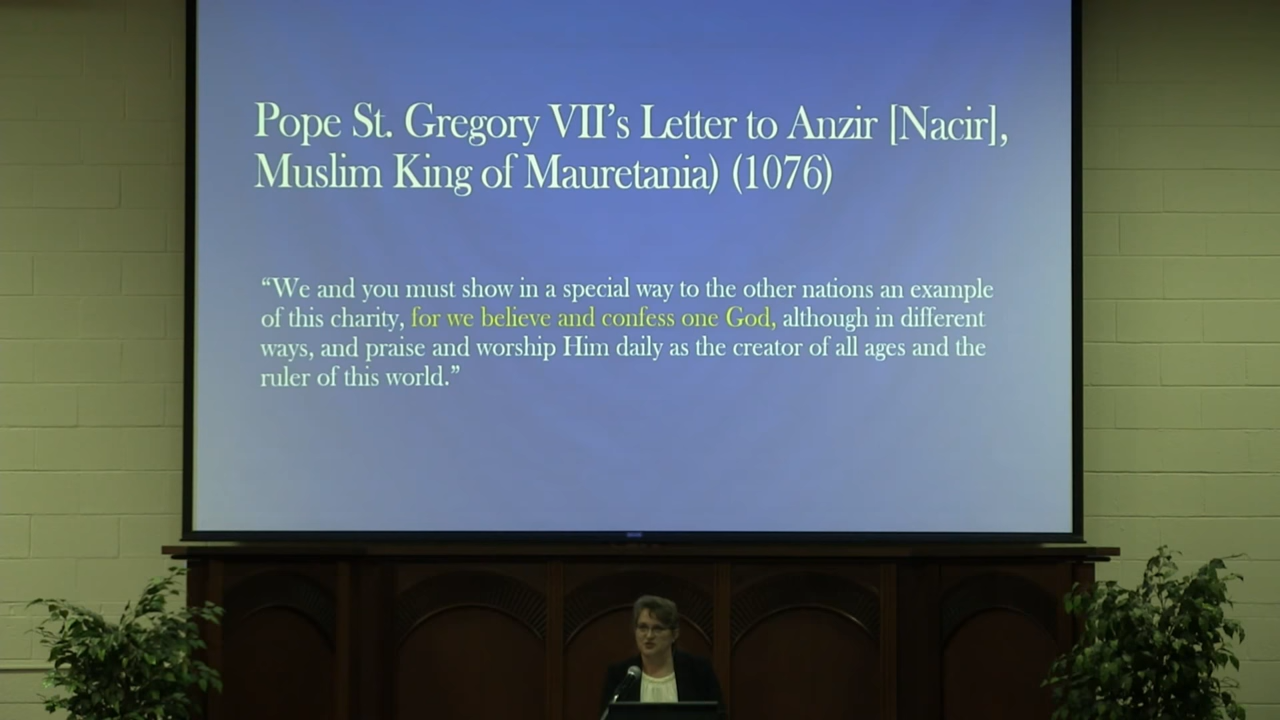 Pope St. Gregory VII’s Letter to Anzir [Nacir],
Muslim King of Mauretania) (1076)
“We and you must show in a special way to the other nations an example
of this charity, for we believe and confess one God, although in different
ways, and praise and worship Him daily as the creator of all ages and the
ruler of this world.”